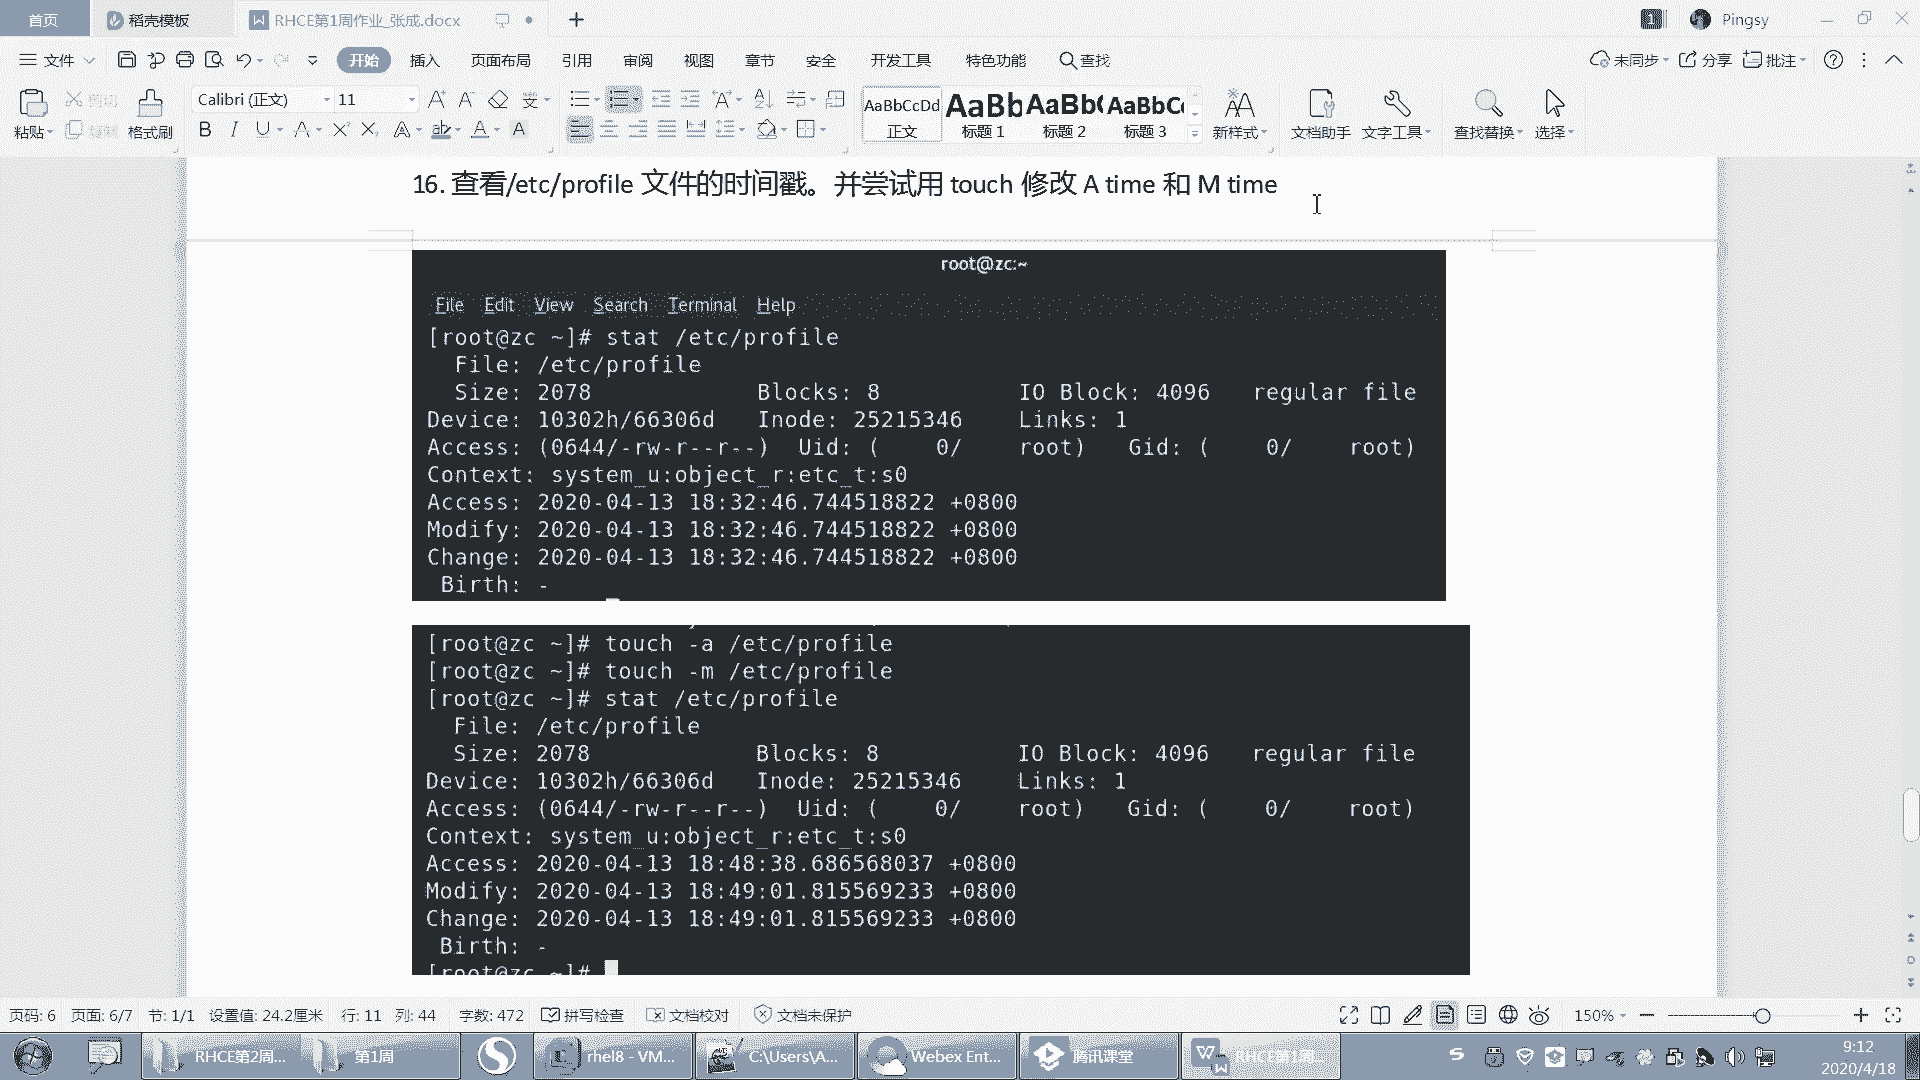 首页 稻壳模板 RHCE第1周作业_张成.docx + 1 Pingsy
文件 开始 插入 页面布局 引用 审阅 视图 章节 安全 开发工具 特色功能 查找 未同步 分享 批注
粘贴 剪切 复制 格式刷 Calibri (正文) 11
B I U A X² X₂ A A A
AaBbCcDd AaBb AaBb( AaBbC
正文 标题 1 标题 2 标题 3 新样式 文档助手 文字工具 查找替换 选择
16. 查看/etc/profile 文件的时间戳。并尝试用 touch 修改 A time 和 M time
root@zc:~
File Edit View Search Terminal Help
[root@zc ~]# stat /etc/profile
File: /etc/profile
Size: 2078 Blocks: 8 IO Block: 4096 regular file
Device: 10302h/66306d Inode: 25215346 Links: 1
Access: (0644/-rw-r--r--) Uid: ( 0/ root) Gid: ( 0/ root)
Context: system_u:object_r:etc_t:s0
Access: 2020-04-13 18:32:46.744518822 +0800
Modify: 2020-04-13 18:32:46.744518822 +0800
Change: 2020-04-13 18:32:46.744518822 +0800
Birth: -
[root@zc ~]# touch -a /etc/profile
[root@zc ~]# touch -m /etc/profile
[root@zc ~]# stat /etc/profile
File: /etc/profile
Size: 2078 Blocks: 8 IO Block: 4096 regular file
Device: 10302h/66306d Inode: 25215346 Links: 1
Access: (0644/-rw-r--r--) Uid: ( 0/ root) Gid: ( 0/ root)
Context: system_u:object_r:etc_t:s0
Access: 2020-04-13 18:48:38.686568037 +0800
Modify: 2020-04-13 18:49:01.815569233 +0800
Change: 2020-04-13 18:49:01.815569233 +0800
Birth: -
[root@zc ~]#
页码: 6 页面: 6/7 节: 1/1 设置值: 24.2厘米 行: 11 列: 44 字数: 472 拼写检查 文档校对 文档未保护 150%
RHCE第2周... 第1周 rhel8 - VM... C:\Users\A... Webex Ent... 腾讯课堂 RHCE第1周... 9:12
2020/4/18